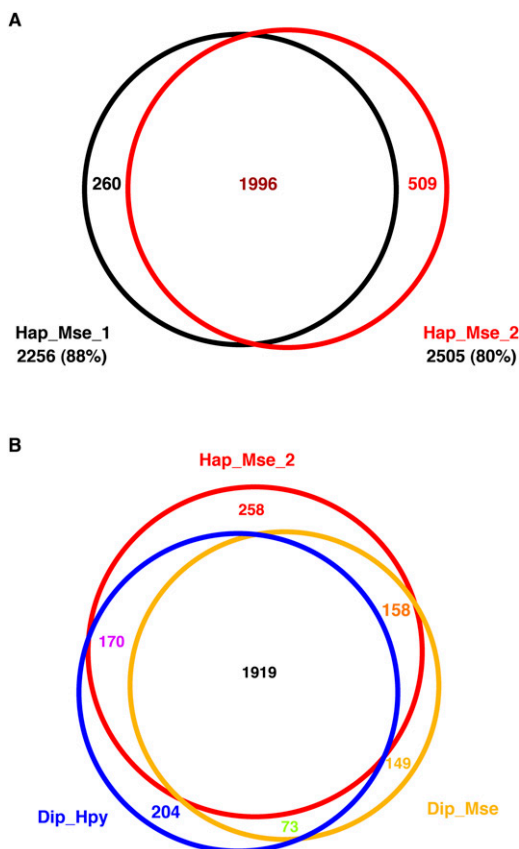 A
260 1996 509
Hap_Mse_1 Hap_Mse_2
2256 (88%) 2505 (80%)
B
Hap_Mse_2
258
158
170
1919
149
Dip_Hpy 204 73 Dip_Mse